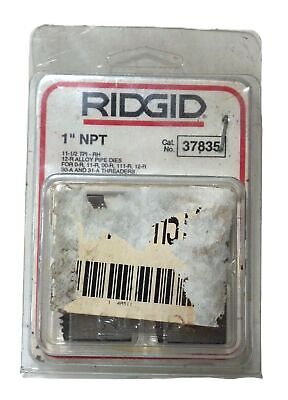 RIDGID
1" NPT
Cat. No. 37835
11-1/2 TPI - RH
12-R ALLOY PIPE DIES
FOR 0-R, 11-R, 00-R, 111-R, 12-R
30-A AND 31-A THREADERS